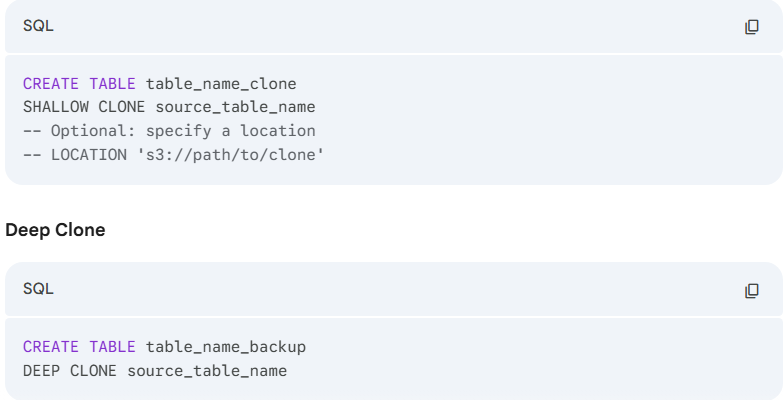 SQL
CREATE TABLE table_name_clone
SHALLOW CLONE source_table_name
-- Optional: specify a location
-- LOCATION 's3://path/to/clone'
Deep Clone
SQL
CREATE TABLE table_name_backup
DEEP CLONE source_table_name